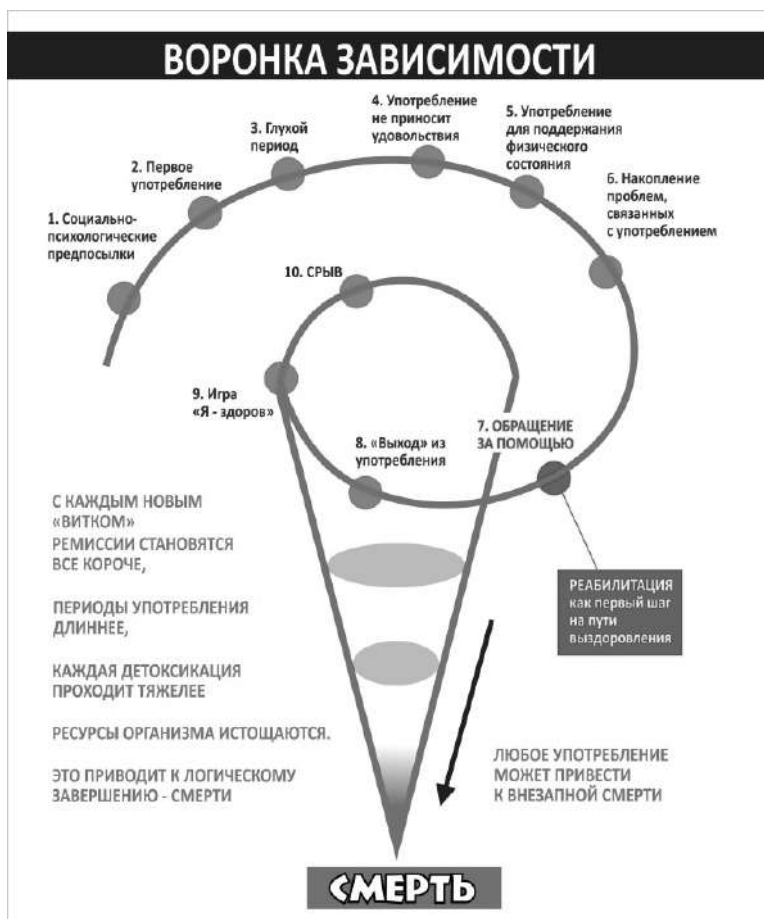 ВОРОНКА ЗАВИСИМОСТИ
1. Социально-
психологические
предпосылки
2. Первое
употребление
3. Глухой
период
4. Употребление
не приносит
удовольствия
5. Употребление
для поддержания
физического
состояния
6. Накопление
проблем,
связанных
с употреблением
7. ОБРАЩЕНИЕ
ЗА ПОМОЩЬЮ
8. «Выход» из
употребления
9. Игра
«Я - здоров»
10. СРЫВ
С КАЖДЫМ НОВЫМ
«ВИТКОМ»
РЕМИССИИ СТАНОВЯТСЯ
ВСЕ КОРОЧЕ,
ПЕРИОДЫ УПОТРЕБЛЕНИЯ
ДЛИННЕЕ,
КАЖДАЯ ДЕТОКСИКАЦИЯ
ПРОХОДИТ ТЯЖЕЛЕЕ
РЕСУРСЫ ОРГАНИЗМА ИСТОЩАЮТСЯ.
ЭТО ПРИВОДИТ К ЛОГИЧЕСКОМУ
ЗАВЕРШЕНИЮ - СМЕРТИ
РЕАБИЛИТАЦИЯ
как первый шаг
на пути
выздоровления
ЛЮБОЕ УПОТРЕБЛЕНИЕ
МОЖЕТ ПРИВЕСТИ
К ВНЕЗАПНОЙ СМЕРТИ
СМЕРТЬ